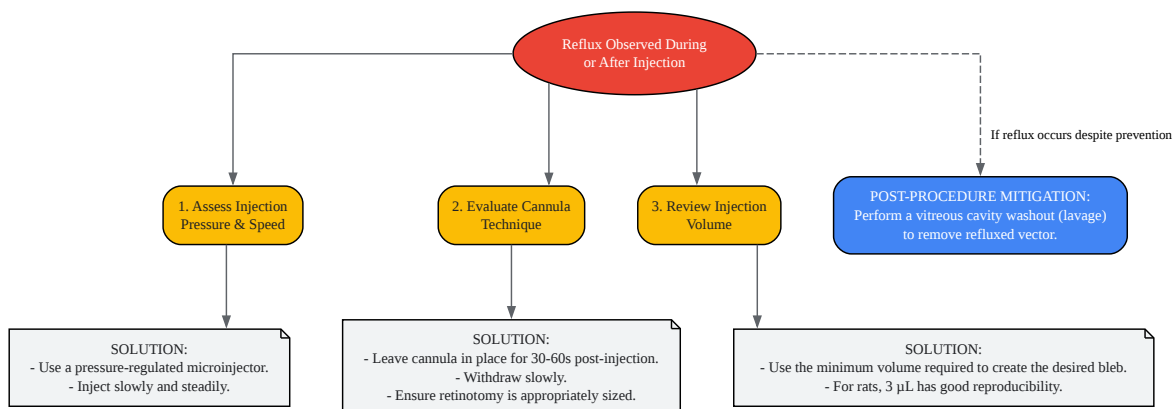 Reflux Observed During
or After Injection
If reflux occurs despite prevention
1. Assess Injection
Pressure & Speed
2. Evaluate Cannula
Technique
3. Review Injection
Volume
POST-PROCEDURE MITIGATION:
Perform a vitreous cavity washout (lavage)
to remove refluxed vector.
SOLUTION:
- Use a pressure-regulated microinjector.
- Inject slowly and steadily.
SOLUTION:
- Leave cannula in place for 30-60s post-injection.
- Withdraw slowly.
- Ensure retinotomy is appropriately sized.
SOLUTION:
- Use the minimum volume required to create the desired bleb.
- For rats, 3 µL has good reproducibility.